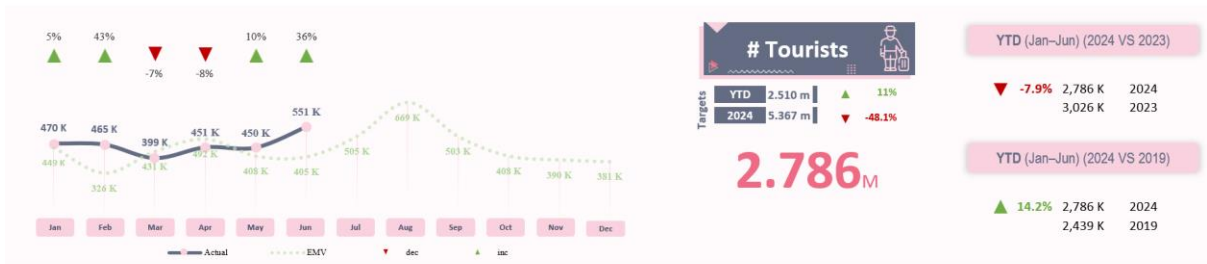 5% 43% 10% 36%
-7% -8%
470 K 465 K 399 K 451 K 450 K 551 K
449 K 326 K 431 K 492 K 408 K 405 K 505 K 669 K 503 K 408 K 390 K 381 K
Jan Feb Mar Apr May Jun Jul Aug Sep Oct Nov Dec
Actual EMV dec inc
# Tourists
Targets
YTD 2.510 m 11%
2024 5.367 m -48.1%
2.786M
YTD (Jan–Jun) (2024 VS 2023)
-7.9% 2,786 K 2024
3,026 K 2023
YTD (Jan–Jun) (2024 VS 2019)
14.2% 2,786 K 2024
2,439 K 2019